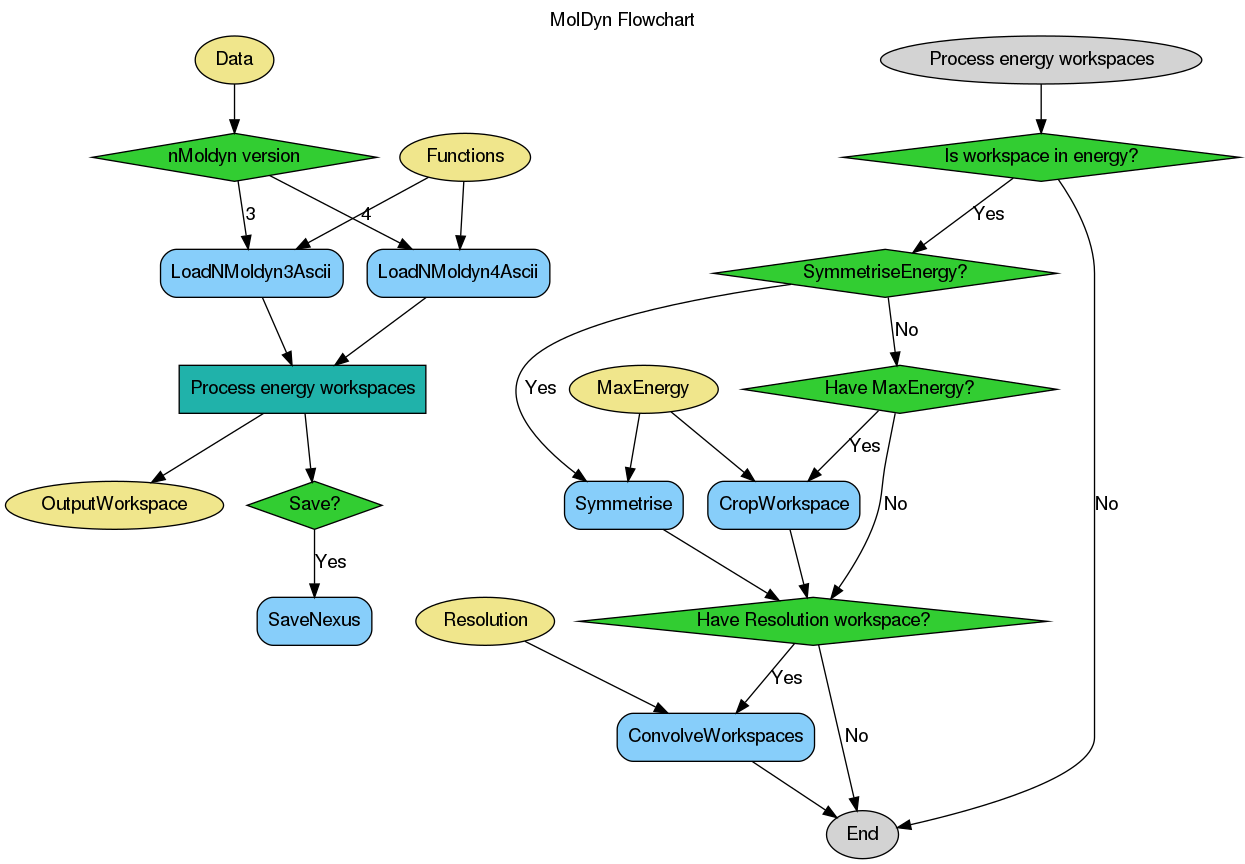 MolDyn Flowchart
Data
Process energy workspaces
nMoldyn version
Functions
Is workspace in energy?
3
4
Yes
LoadNMoldyn3Ascii
LoadNMoldyn4Ascii
SymmetriseEnergy?
No
Process energy workspaces
Yes
MaxEnergy
Have MaxEnergy?
Yes
OutputWorkspace
Save?
Symmetrise
CropWorkspace
No
No
Yes
SaveNexus
Resolution
Have Resolution workspace?
Yes
ConvolveWorkspaces
No
End